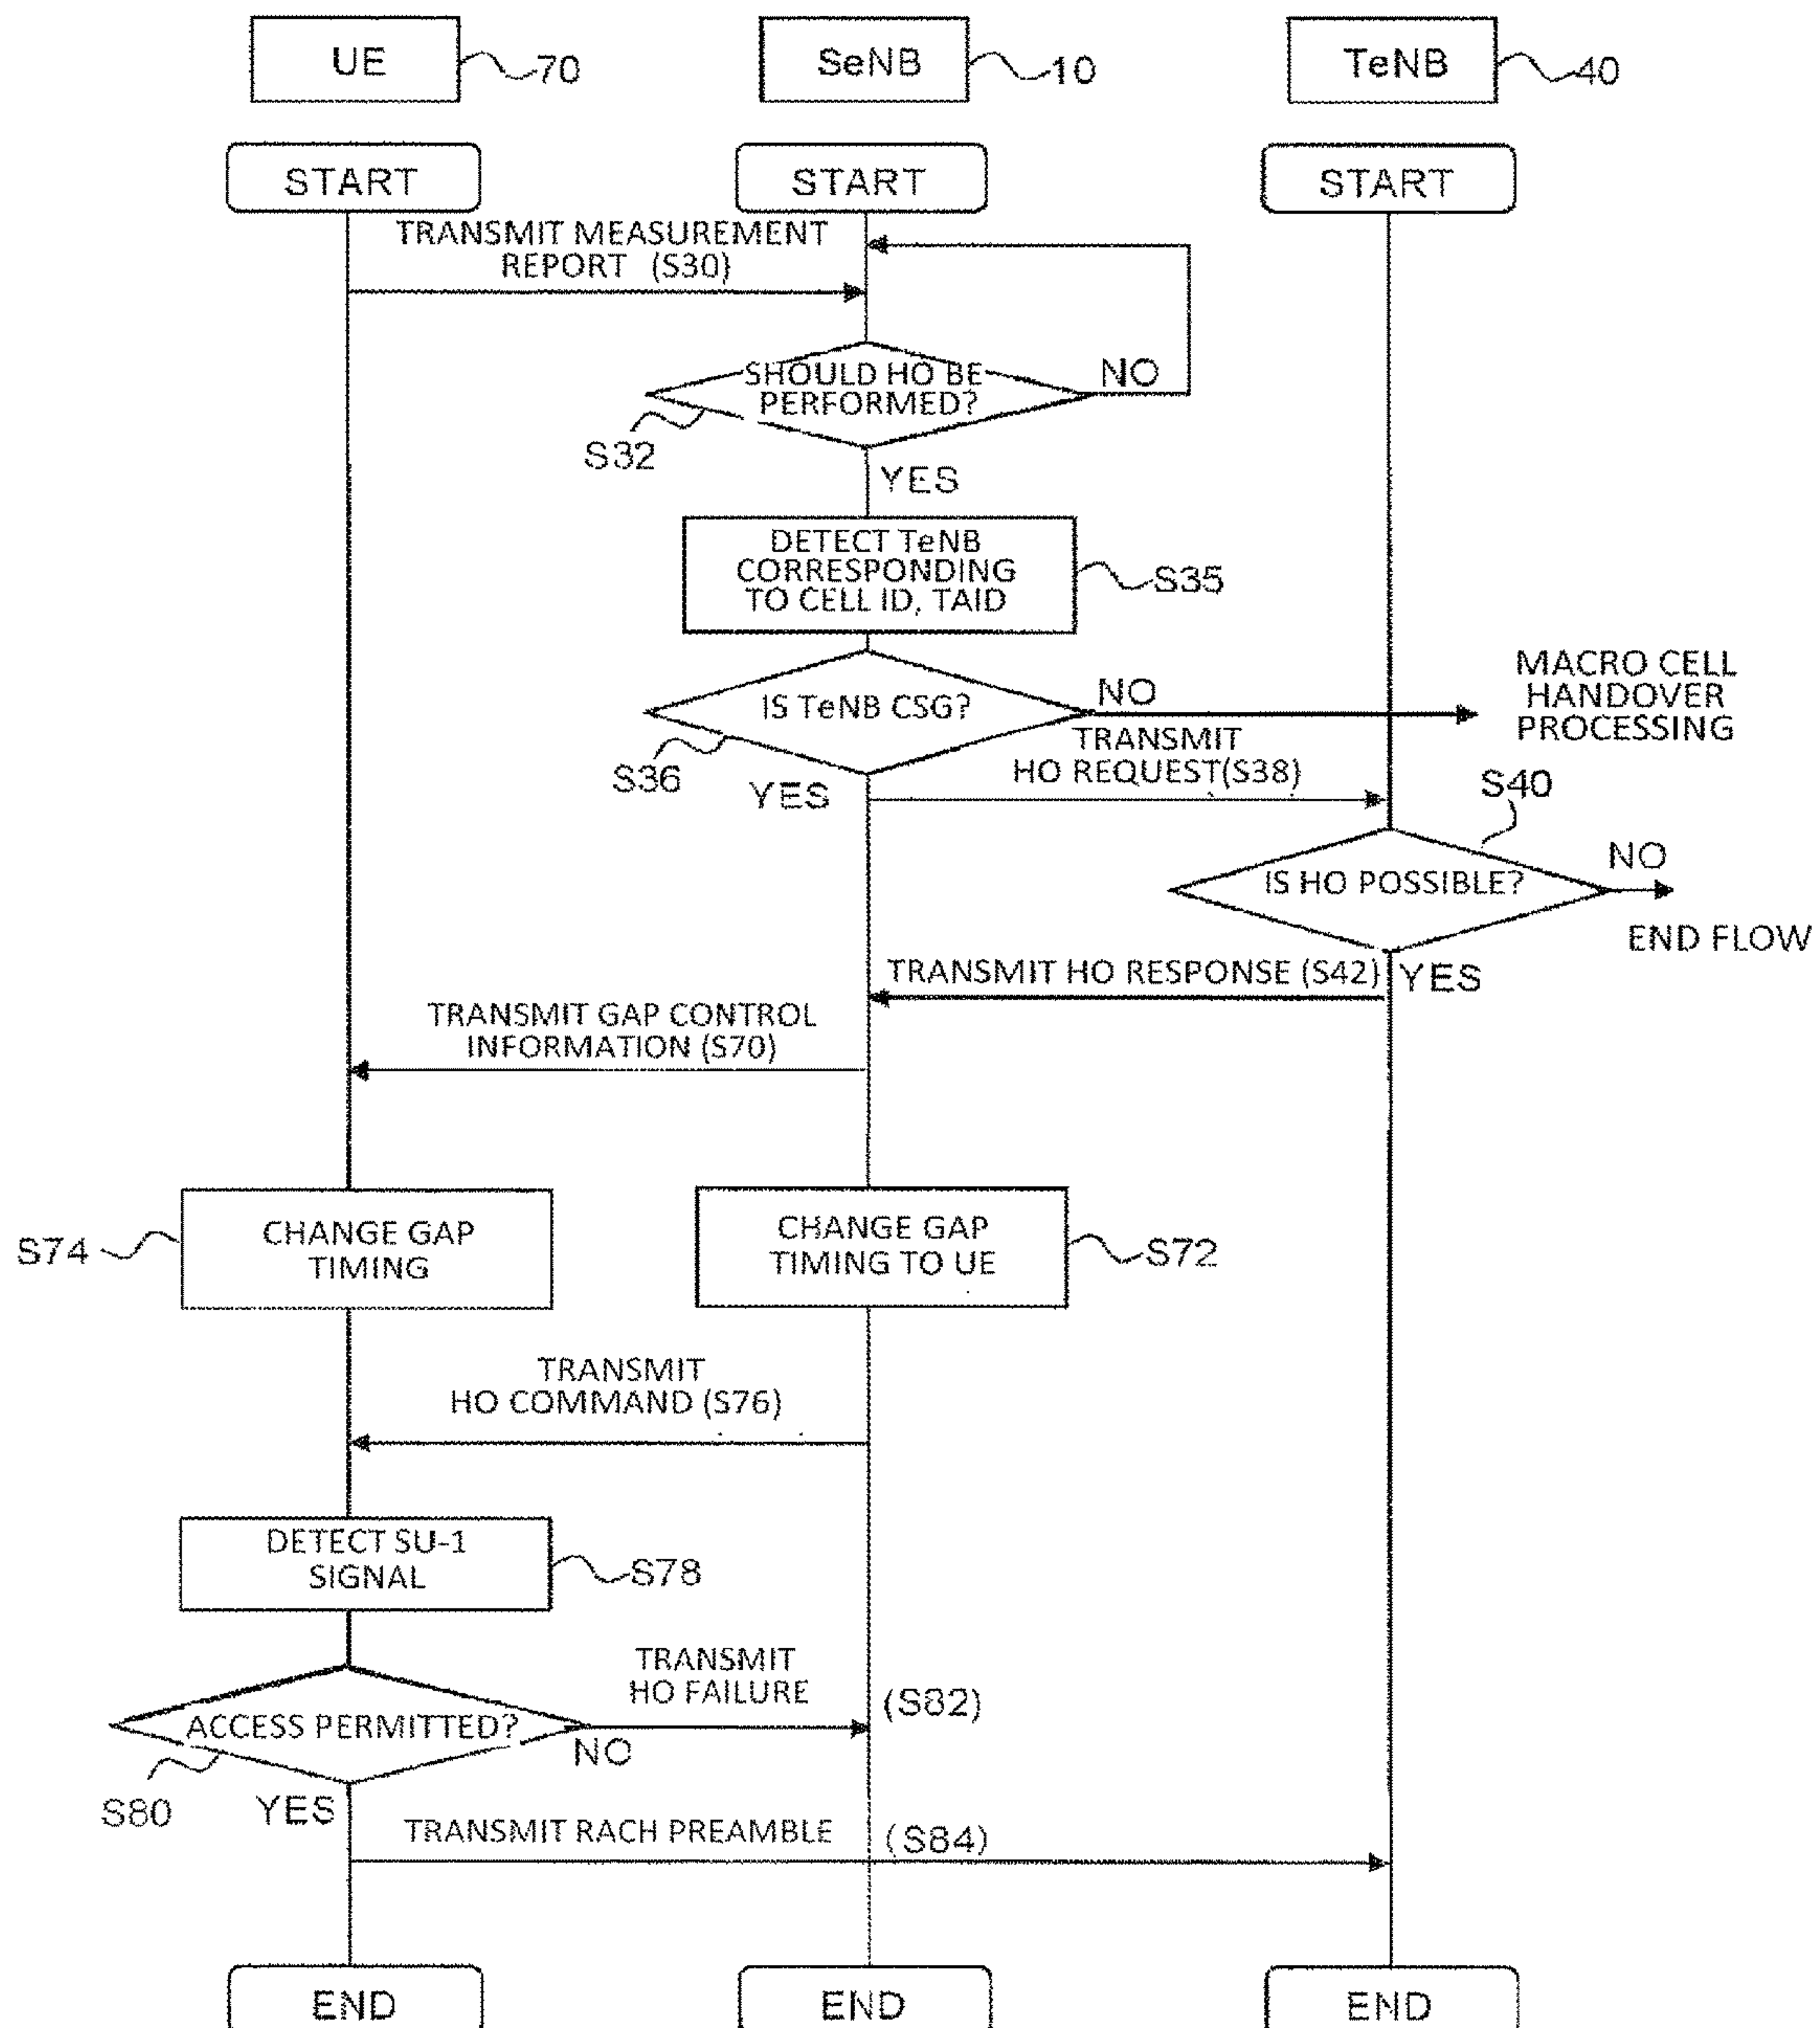 UE
70
SeNB
10
TeNB
40
START
START
START
TRANSMIT MEASUREMENT
REPORT (S30)
SHOULD HO BE
PERFORMED?
NO
S32
YES
DETECT TeNB
CORRESPONDING
TO CELL ID, TAID
S35
IS TeNB CSG?
NO
MACRO CELL
HANDOVER
PROCESSING
S36
YES
TRANSMIT
HO REQUEST(S38)
S40
IS HO POSSIBLE?
NO
END FLOW
TRANSMIT HO RESPONSE (S42)
YES
TRANSMIT GAP CONTROL
INFORMATION (S70)
S74
CHANGE GAP
TIMING
CHANGE GAP
TIMING TO UE
S72
TRANSMIT
HO COMMAND (S76)
DETECT SU-1
SIGNAL
S78
TRANSMIT
HO FAILURE
(S82)
ACCESS PERMITTED?
NO
S80
YES
TRANSMIT RACH PREAMBLE
(S84)
END
END
END